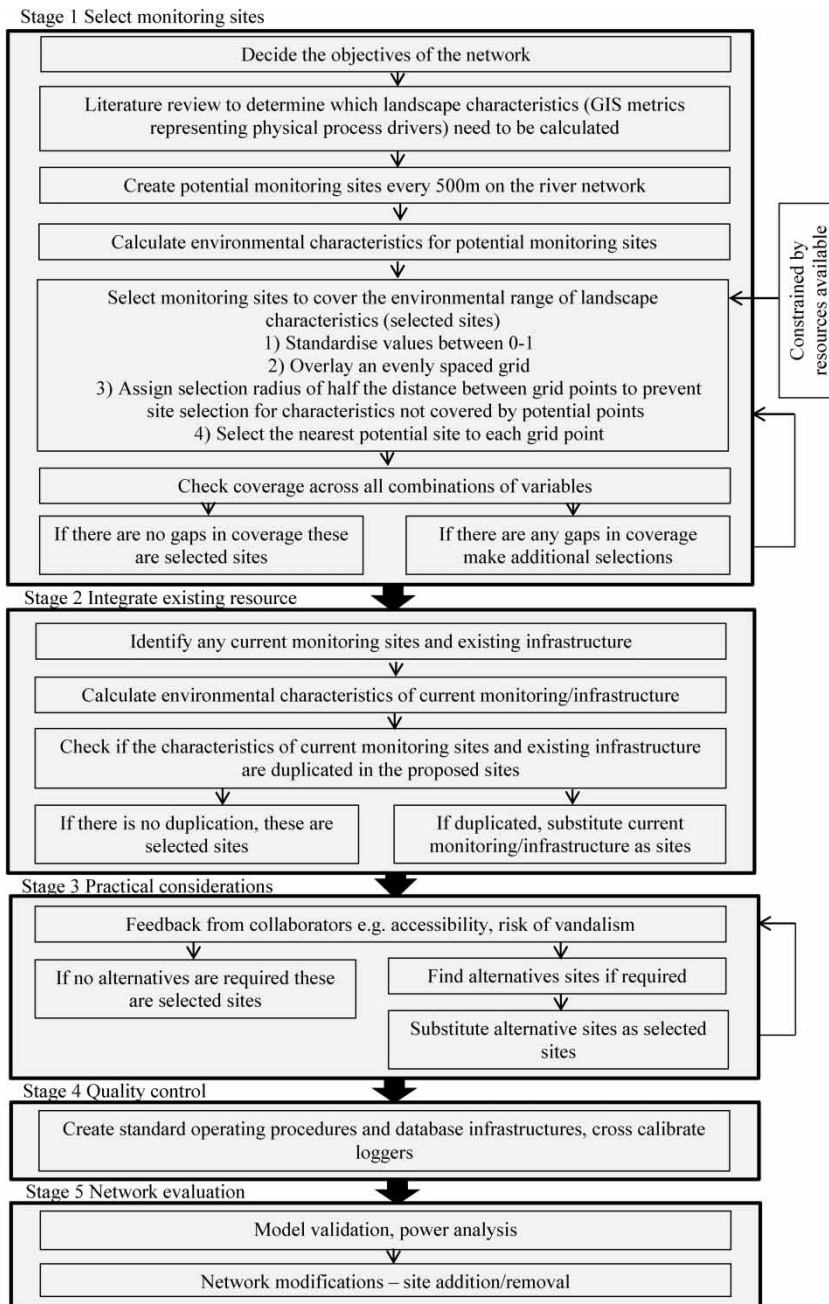 Stage 1 Select monitoring sites
Decide the objectives of the network
Literature review to determine which landscape characteristics (GIS metrics
representing physical process drivers) need to be calculated
Create potential monitoring sites every 500m on the river network
Calculate environmental characteristics for potential monitoring sites
Select monitoring sites to cover the environmental range of landscape
characteristics (selected sites)
1) Standardise values between 0-1
2) Overlay an evenly spaced grid
3) Assign selection radius of half the distance between grid points to prevent
site selection for characteristics not covered by potential points
4) Select the nearest potential site to each grid point
Constrained by
resources available
Check coverage across all combinations of variables
If there are no gaps in coverage these
are selected sites
If there are any gaps in coverage
make additional selections
Stage 2 Integrate existing resource
Identify any current monitoring sites and existing infrastructure
Calculate environmental characteristics of current monitoring/infrastructure
Check if the characteristics of current monitoring sites and existing infrastructure
are duplicated in the proposed sites
If there is no duplication, these are
selected sites
If duplicated, substitute current
monitoring/infrastructure as sites
Stage 3 Practical considerations
Feedback from collaborators e.g. accessibility, risk of vandalism
If no alternatives are required these
are selected sites
Find alternatives sites if required
Substitute alternative sites as selected
sites
Stage 4 Quality control
Create standard operating procedures and database infrastructures, cross calibrate
loggers
Stage 5 Network evaluation
Model validation, power analysis
Network modifications – site addition/removal